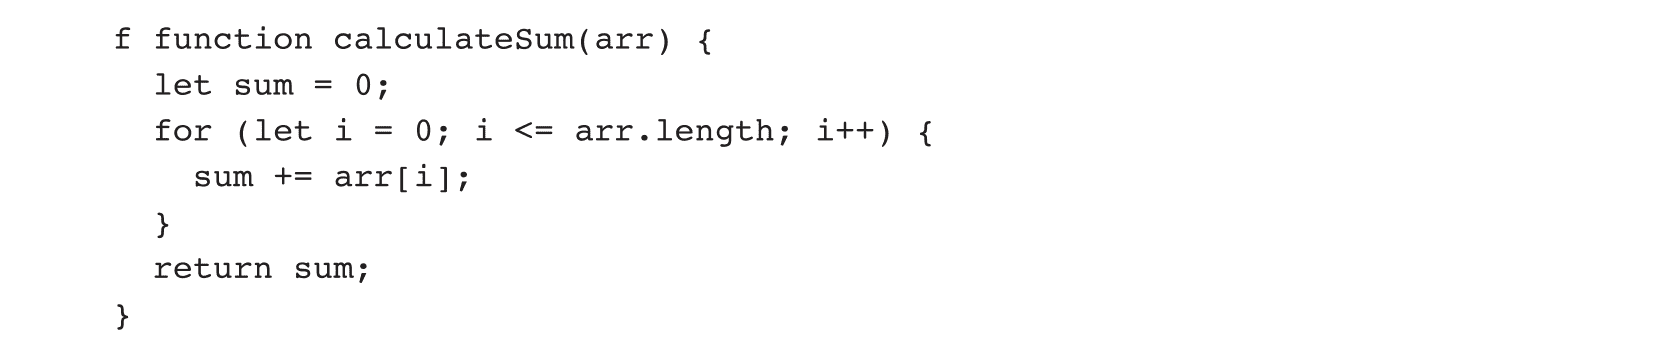 f function calculateSum(arr) {
  let sum = 0;
  for (let i = 0; i <= arr.length; i++) {
    sum += arr[i];
  }
  return sum;
}